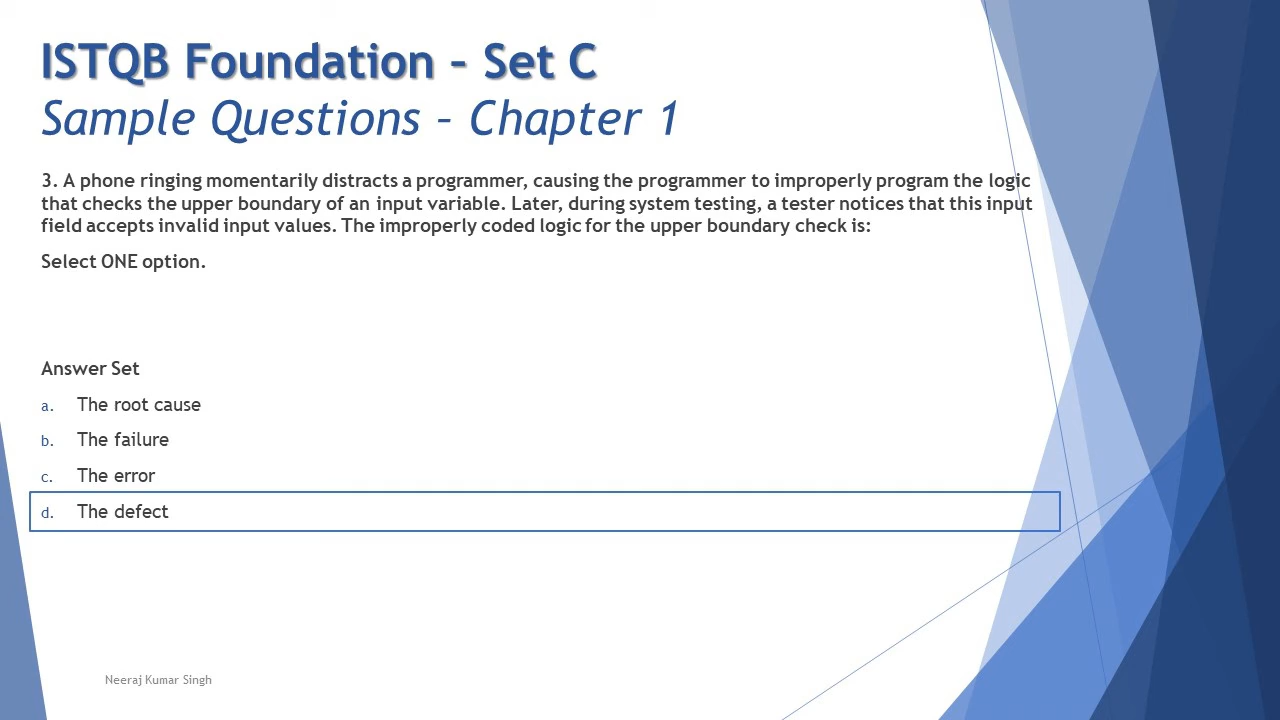 ISTQB Foundation – Set C
Sample Questions – Chapter 1
3. A phone ringing momentarily distracts a programmer, causing the programmer to improperly program the logic
that checks the upper boundary of an input variable. Later, during system testing, a tester notices that this input
field accepts invalid input values. The improperly coded logic for the upper boundary check is:
Select ONE option.
Answer Set
a. The root cause
b. The failure
c. The error
d. The defect
Neeraj Kumar Singh